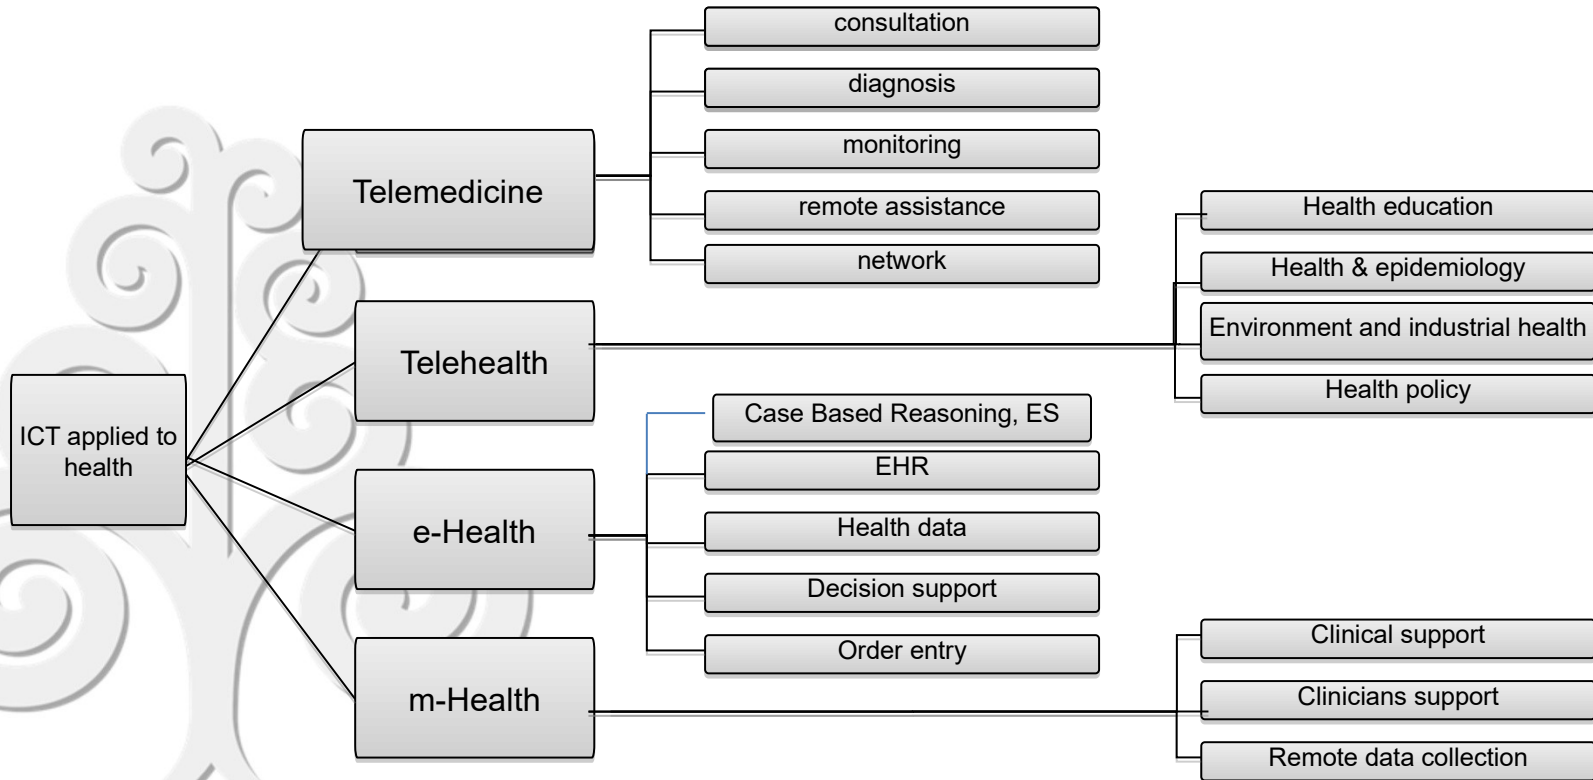 ICT applied to
health
Telemedicine
consultation
diagnosis
monitoring
remote assistance
network
Telehealth
Health education
Health & epidemiology
Environment and industrial health
Health policy
e-Health
Case Based Reasoning, ES
EHR
Health data
Decision support
Order entry
m-Health
Clinical support
Clinicians support
Remote data collection